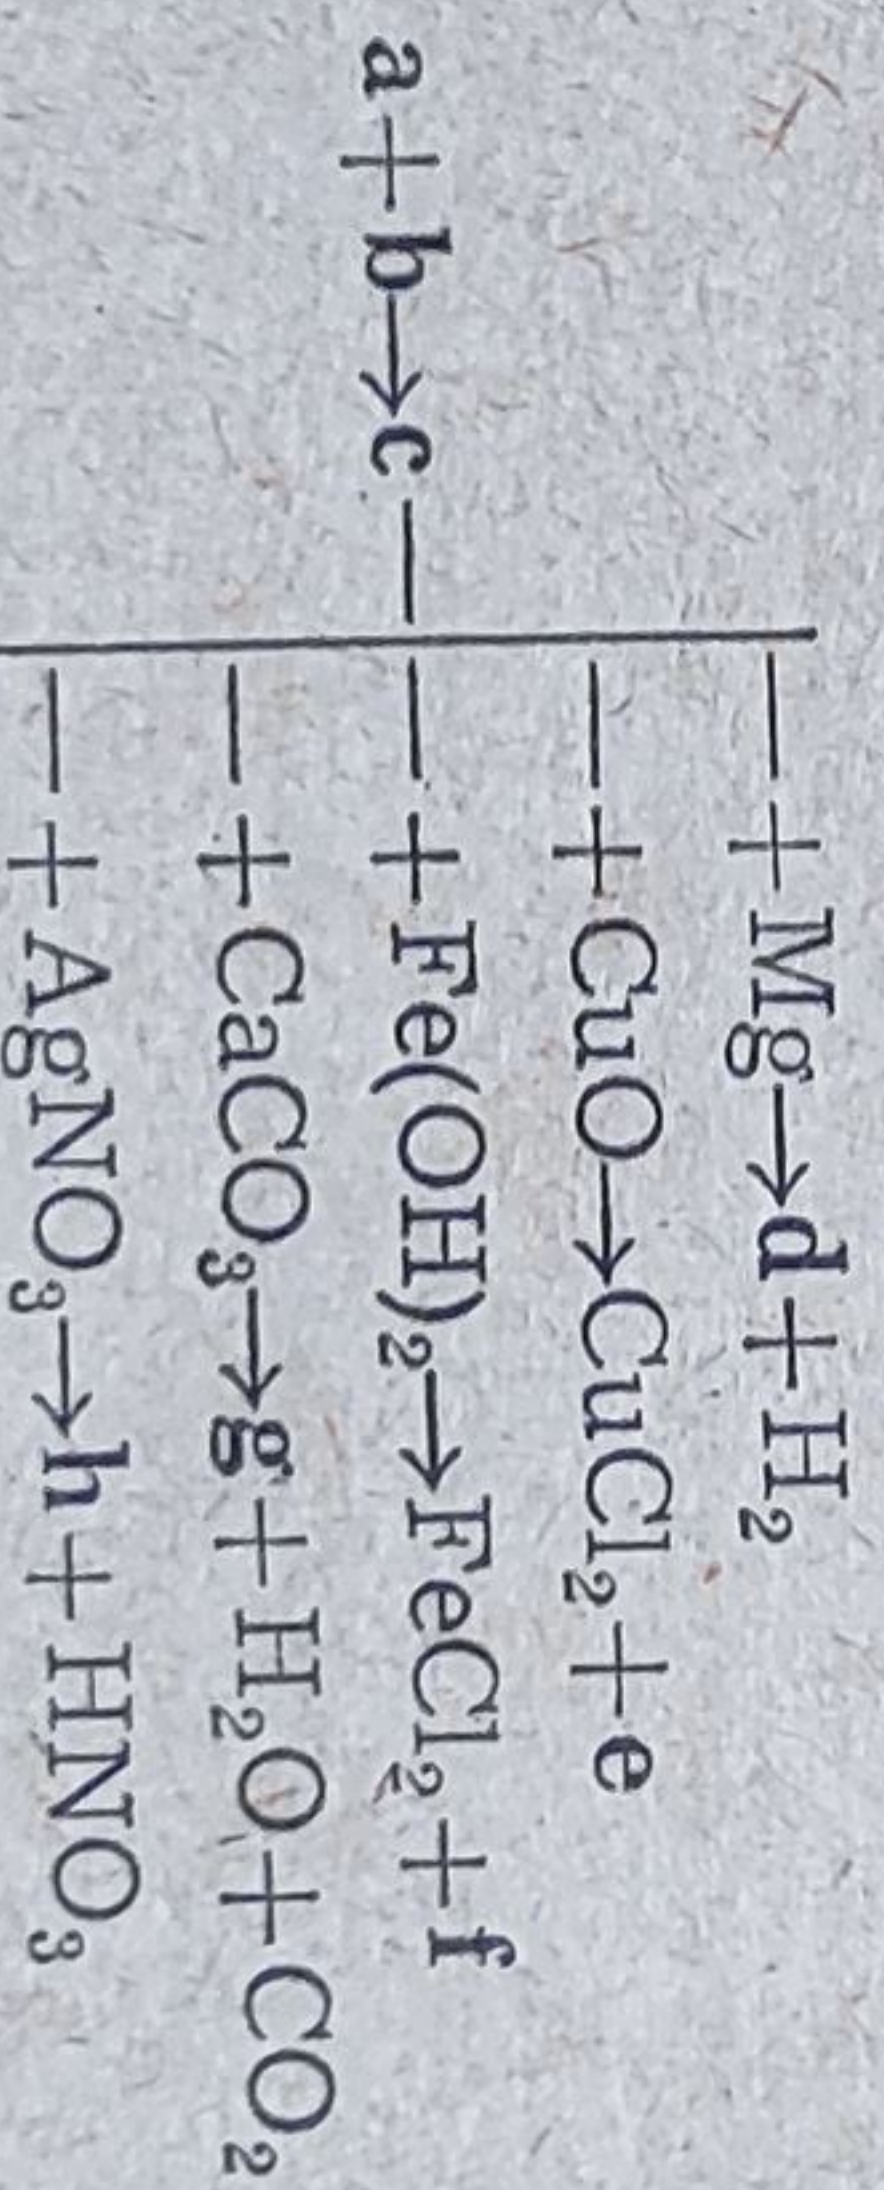 — + Mg → d + H₂
— + CuO → CuCl₂ + e
a + b → c — — + Fe(OH)₂ → FeCl₂ + f
— + CaCO₃ → g + H₂O + CO₂
— + AgNO₃ → h + HNO₃